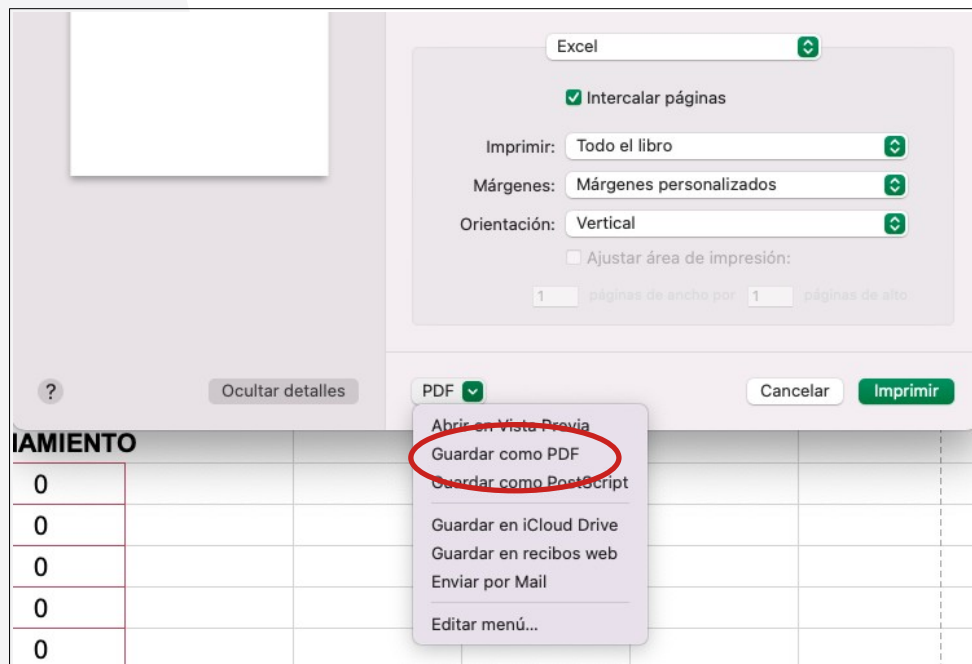 Excel
Intercalar páginas
Imprimir: Todo el libro
Márgenes: Márgenes personalizados
Orientación: Vertical
Ajustar área de impresión:
1 páginas de ancho por 1 páginas de alto
? Ocultar detalles PDF Cancelar Imprimir
Abrir en Vista Previa
IAMIENTO
Guardar como PDF
0 Guardar como PostScript
0 Guardar en iCloud Drive
Guardar en recibos web
0 Enviar por Mail
0 Editar menú...
0